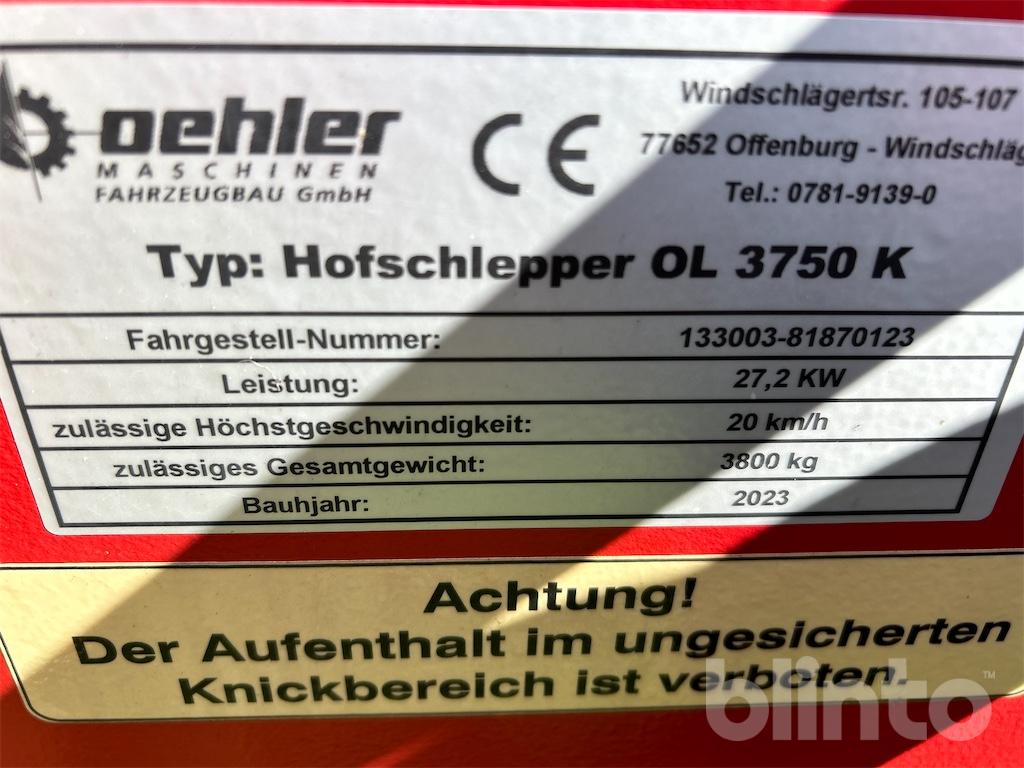 oehler
MASCHINEN
FAHRZEUGBAU GmbH
CE
Windschlägertsr. 105-107
77652 Offenburg - Windschläg
Tel.: 0781-9139-0
Typ: Hofschlepper OL 3750 K
Fahrgestell-Nummer: 133003-81870123
Leistung: 27,2 KW
zulässige Höchstgeschwindigkeit: 20 km/h
zulässiges Gesamtgewicht: 3800 kg
Bauhjahr: 2023
Achtung!
Der Aufenthalt im ungesicherten
Knickbereich ist verboten.
blinto™